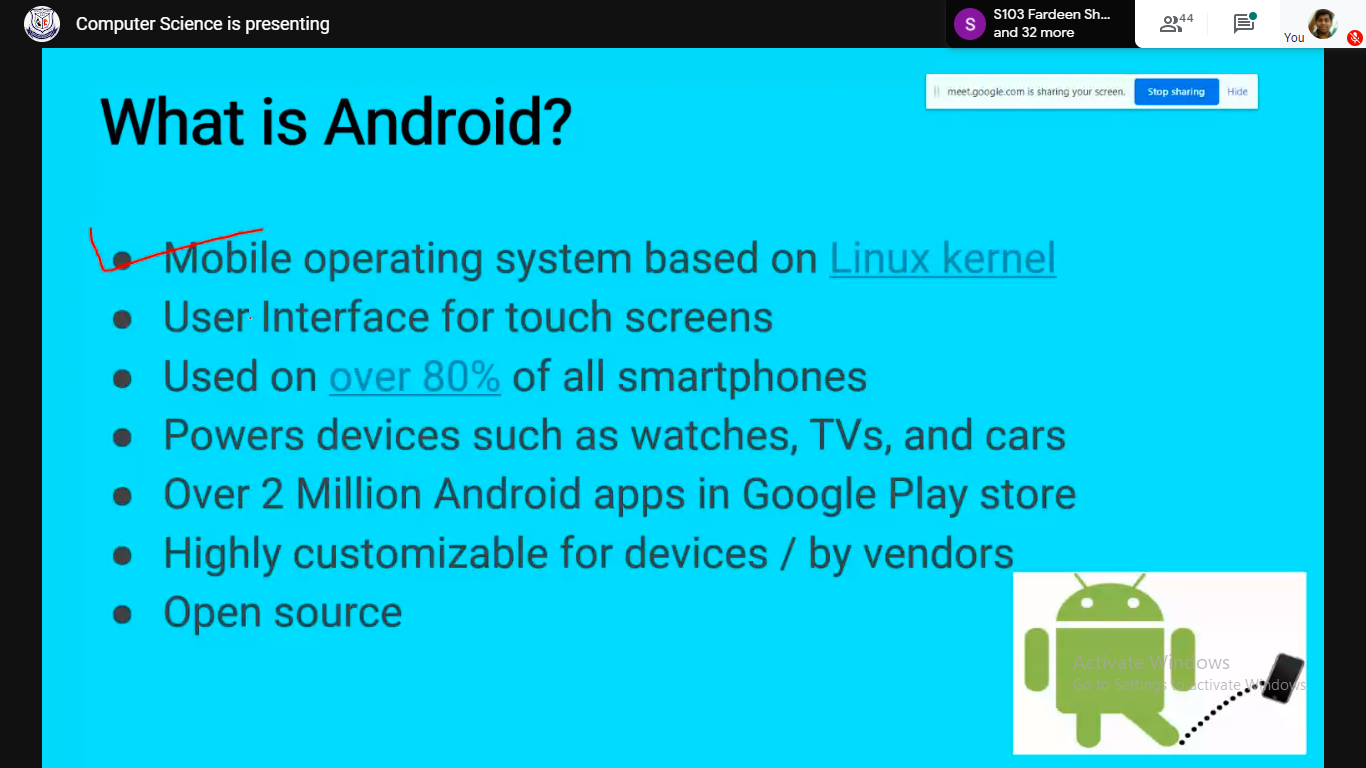 Computer Science is presenting
S103 Fardeen Sh...
and 32 more
44
You
meet.google.com is sharing your screen.
Stop sharing
Hide
What is Android?
● Mobile operating system based on Linux kernel
● User Interface for touch screens
● Used on over 80% of all smartphones
● Powers devices such as watches, TVs, and cars
● Over 2 Million Android apps in Google Play store
● Highly customizable for devices / by vendors
● Open source
S
Activate Windows
Go to Settings to activate Windows